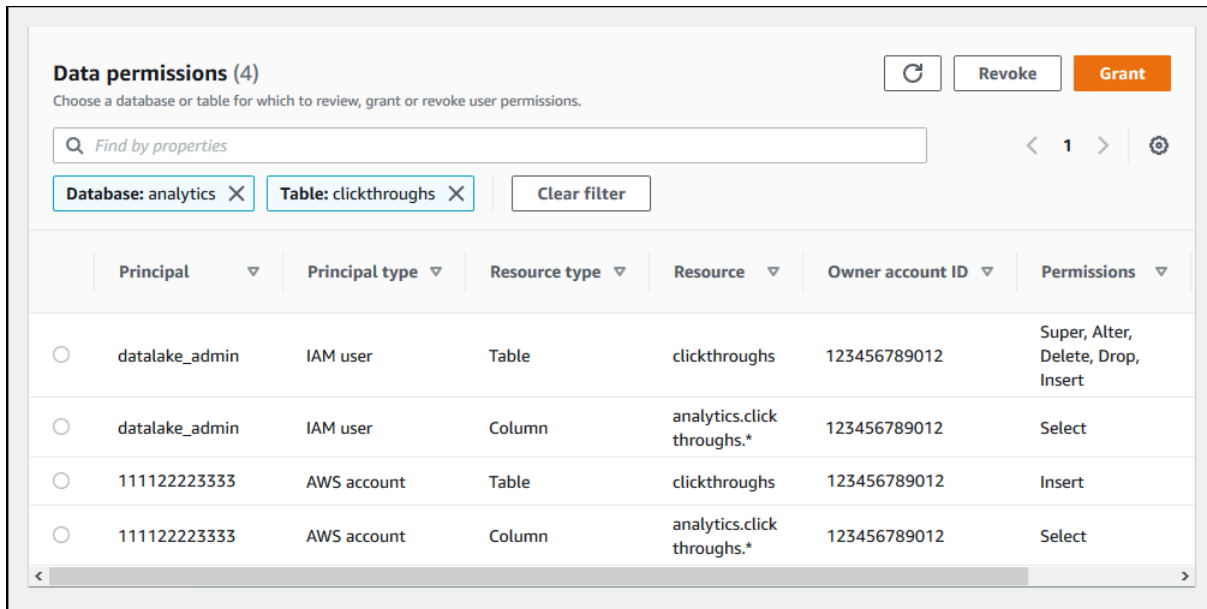 Data permissions (4)
Revoke
Grant
Choose a database or table for which to review, grant or revoke user permissions.
Find by properties
1
Database: analytics
Table: clickthroughs
Clear filter
Principal Principal type Resource type Resource Owner account ID Permissions
datalake_admin IAM user Table clickthroughs 123456789012 Super, Alter,
Delete, Drop,
Insert
datalake_admin IAM user Column analytics.click 123456789012 Select
throughs.*
111122223333 AWS account Table clickthroughs 123456789012 Insert
111122223333 AWS account Column analytics.click 123456789012 Select
throughs.*